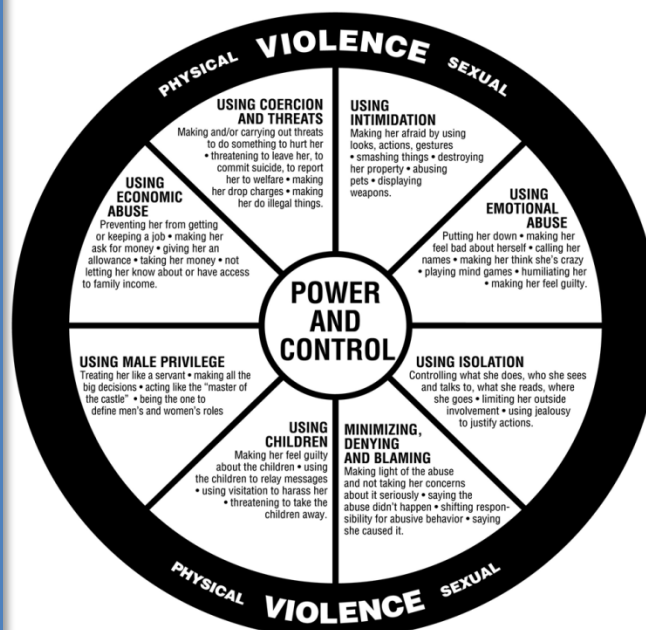 PHYSICAL VIOLENCE SEXUAL
USING COERCION
AND THREATS
Making and/or carrying out threats
to do something to hurt her
• threatening to leave her, to
commit suicide, to report
her to welfare • making
her drop charges • making
her do illegal things.
USING
INTIMIDATION
Making her afraid by using
looks, actions, gestures
• smashing things • destroying
her property • abusing
pets • displaying
weapons.
USING
EMOTIONAL
ABUSE
Putting her down • making her
feel bad about herself • calling her
names • making her think she's crazy
• playing mind games • humiliating her
• making her feel guilty.
USING ISOLATION
Controlling what she does, who she sees
and talks to, what she reads, where
she goes • limiting her outside
involvement • using jealousy
to justify actions.
MINIMIZING,
DENYING
AND BLAMING
Making light of the abuse
and not taking her concerns
about it seriously • saying the
abuse didn't happen • shifting respon-
sibility for abusive behavior • saying
she caused it.
USING
CHILDREN
Making her feel guilty
about the children • using
the children to relay messages
• using visitation to harass her
• threatening to take the
children away.
USING MALE PRIVILEGE
Treating her like a servant • making all the
big decisions • acting like the "master of
the castle" • being the one to
define men's and women's roles
USING
ECONOMIC
ABUSE
Preventing her from getting
or keeping a job • making her
ask for money • giving her an
allowance • taking her money • not
letting her know about or have access
to family income.
POWER
AND
CONTROL
PHYSICAL VIOLENCE SEXUAL